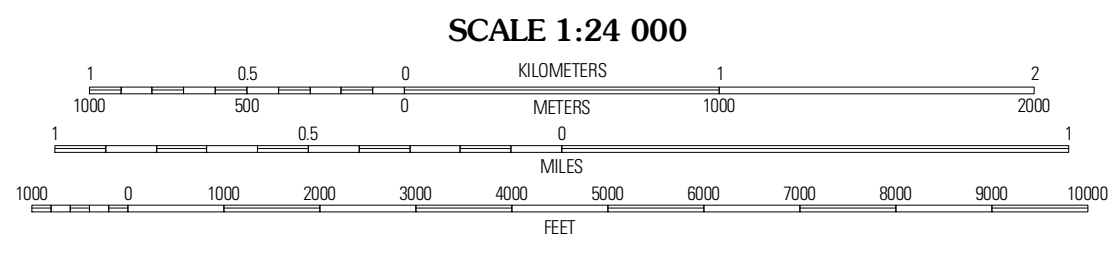 SCALE 1:24 000
1 0.5 0 KILOMETERS 1 2
1000 500 0 METERS 1000 2000
1 0.5 0 1
MILES
1000 0 1000 2000 3000 4000 5000 6000 7000 8000 9000 10000
FEET